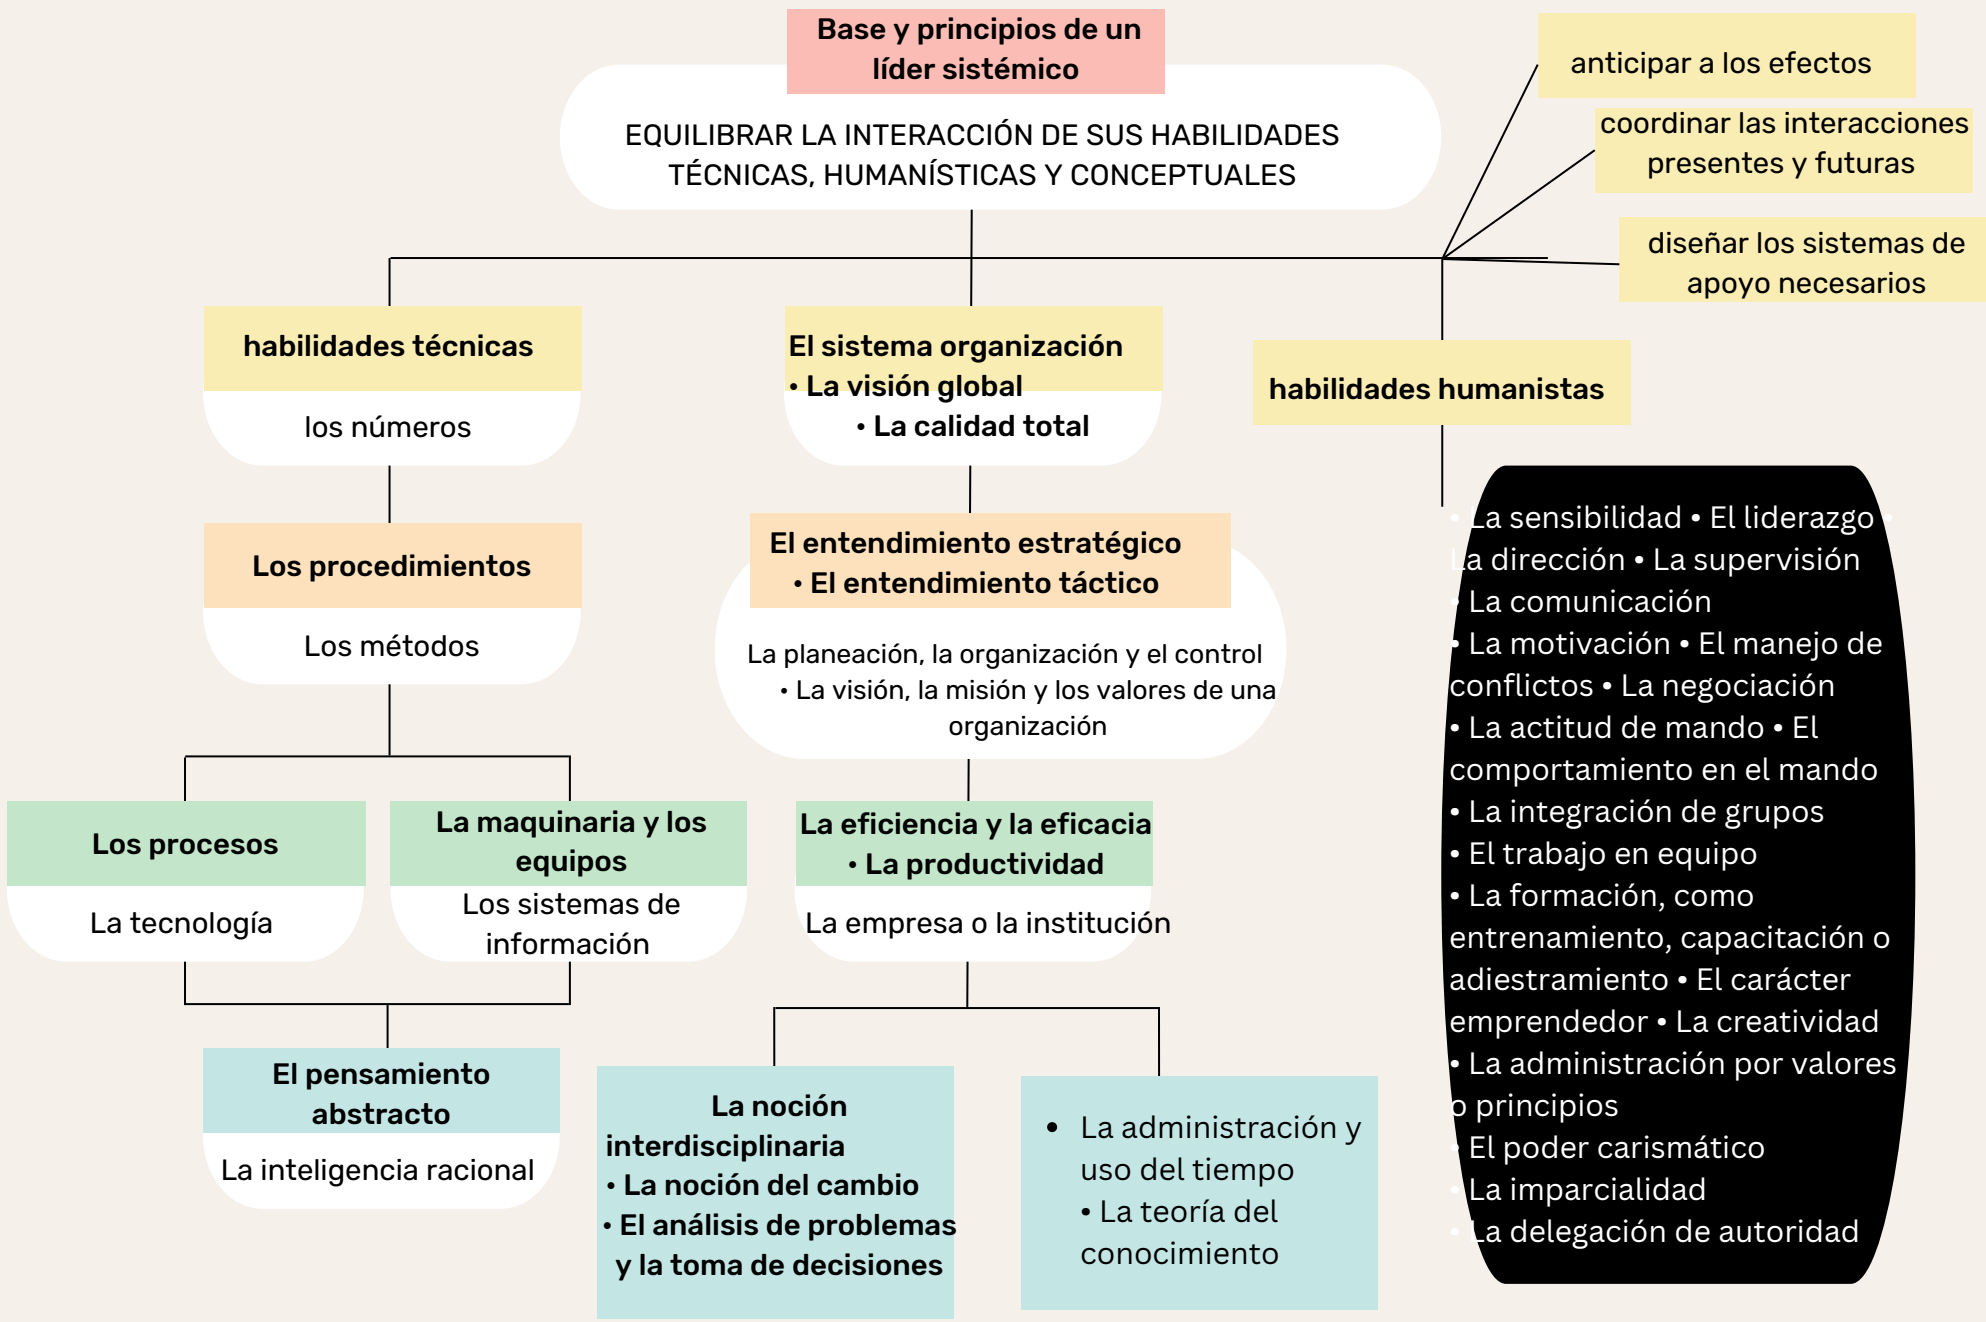 Base y principios de un
líder sistémico
EQUILIBRAR LA INTERACCIÓN DE SUS HABILIDADES
TÉCNICAS, HUMANÍSTICAS Y CONCEPTUALES
anticipar a los efectos
coordinar las interacciones
presentes y futuras
diseñar los sistemas de
apoyo necesarios
habilidades técnicas
los números
Los procedimientos
Los métodos
Los procesos
La tecnología
La maquinaria y los
equipos
Los sistemas de
información
El pensamiento
abstracto
La inteligencia racional
El sistema organización
• La visión global
• La calidad total
El entendimiento estratégico
• El entendimiento táctico
La planeación, la organización y el control
• La visión, la misión y los valores de una
organización
La eficiencia y la eficacia
• La productividad
La empresa o la institución
La noción
interdisciplinaria
• La noción del cambio
• El análisis de problemas
y la toma de decisiones
• La administración y
uso del tiempo
• La teoría del
conocimiento
habilidades humanistas
• La sensibilidad • El liderazgo •
La dirección • La supervisión
• La comunicación
• La motivación • El manejo de
conflictos • La negociación
• La actitud de mando • El
comportamiento en el mando
• La integración de grupos
• El trabajo en equipo
• La formación, como
entrenamiento, capacitación o
adiestramiento • El carácter
emprendedor • La creatividad
• La administración por valores
o principios
• El poder carismático
• La imparcialidad
• La delegación de autoridad